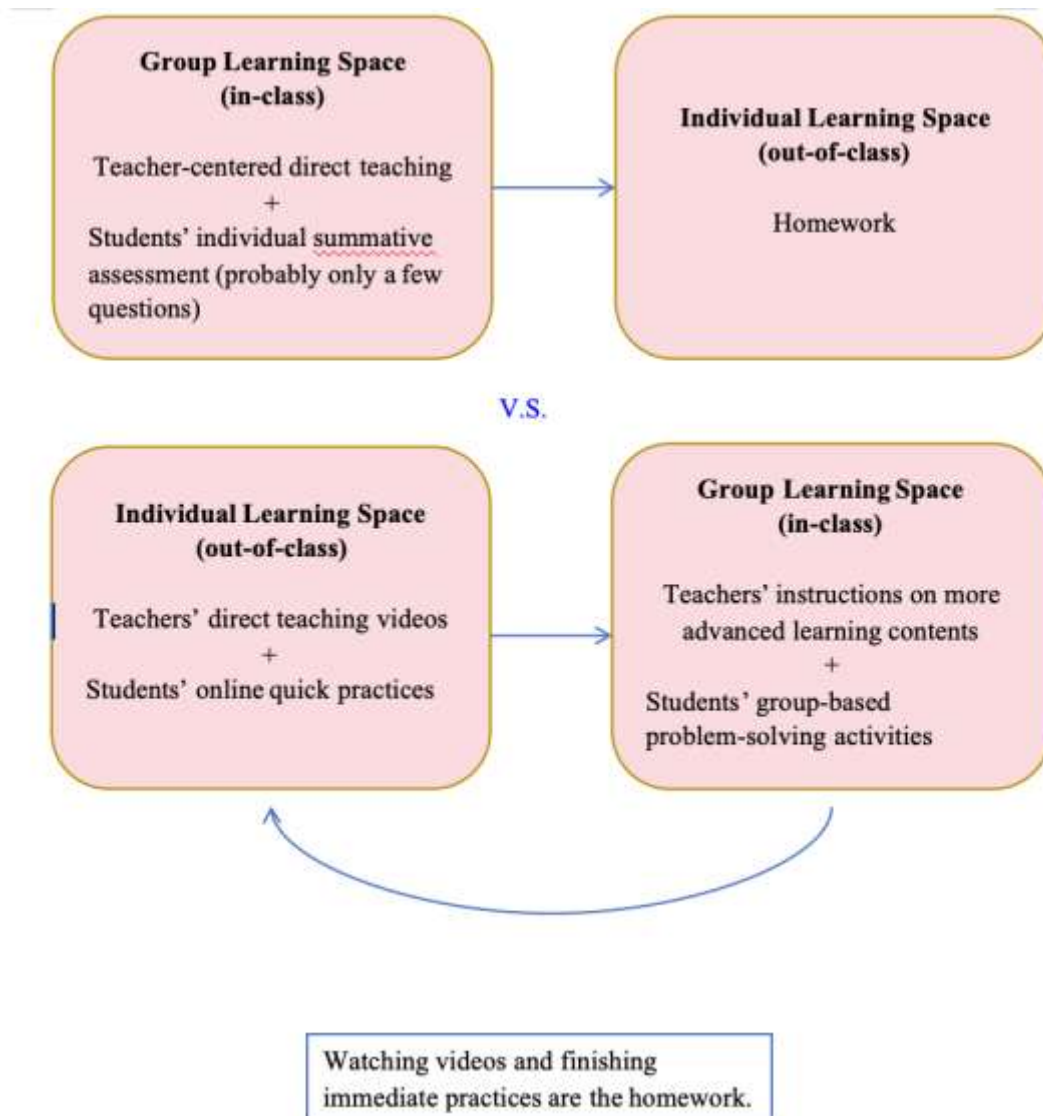 Group Learning Space
(in-class)
Teacher-centered direct teaching
+
Students’ individual summative
assessment (probably only a few
questions)
Individual Learning Space
(out-of-class)
Homework
V.S.
Individual Learning Space
(out-of-class)
Teachers’ direct teaching videos
+
Students’ online quick practices
Group Learning Space
(in-class)
Teachers’ instructions on more
advanced learning contents
+
Students’ group-based
problem-solving activities
Watching videos and finishing
immediate practices are the homework.